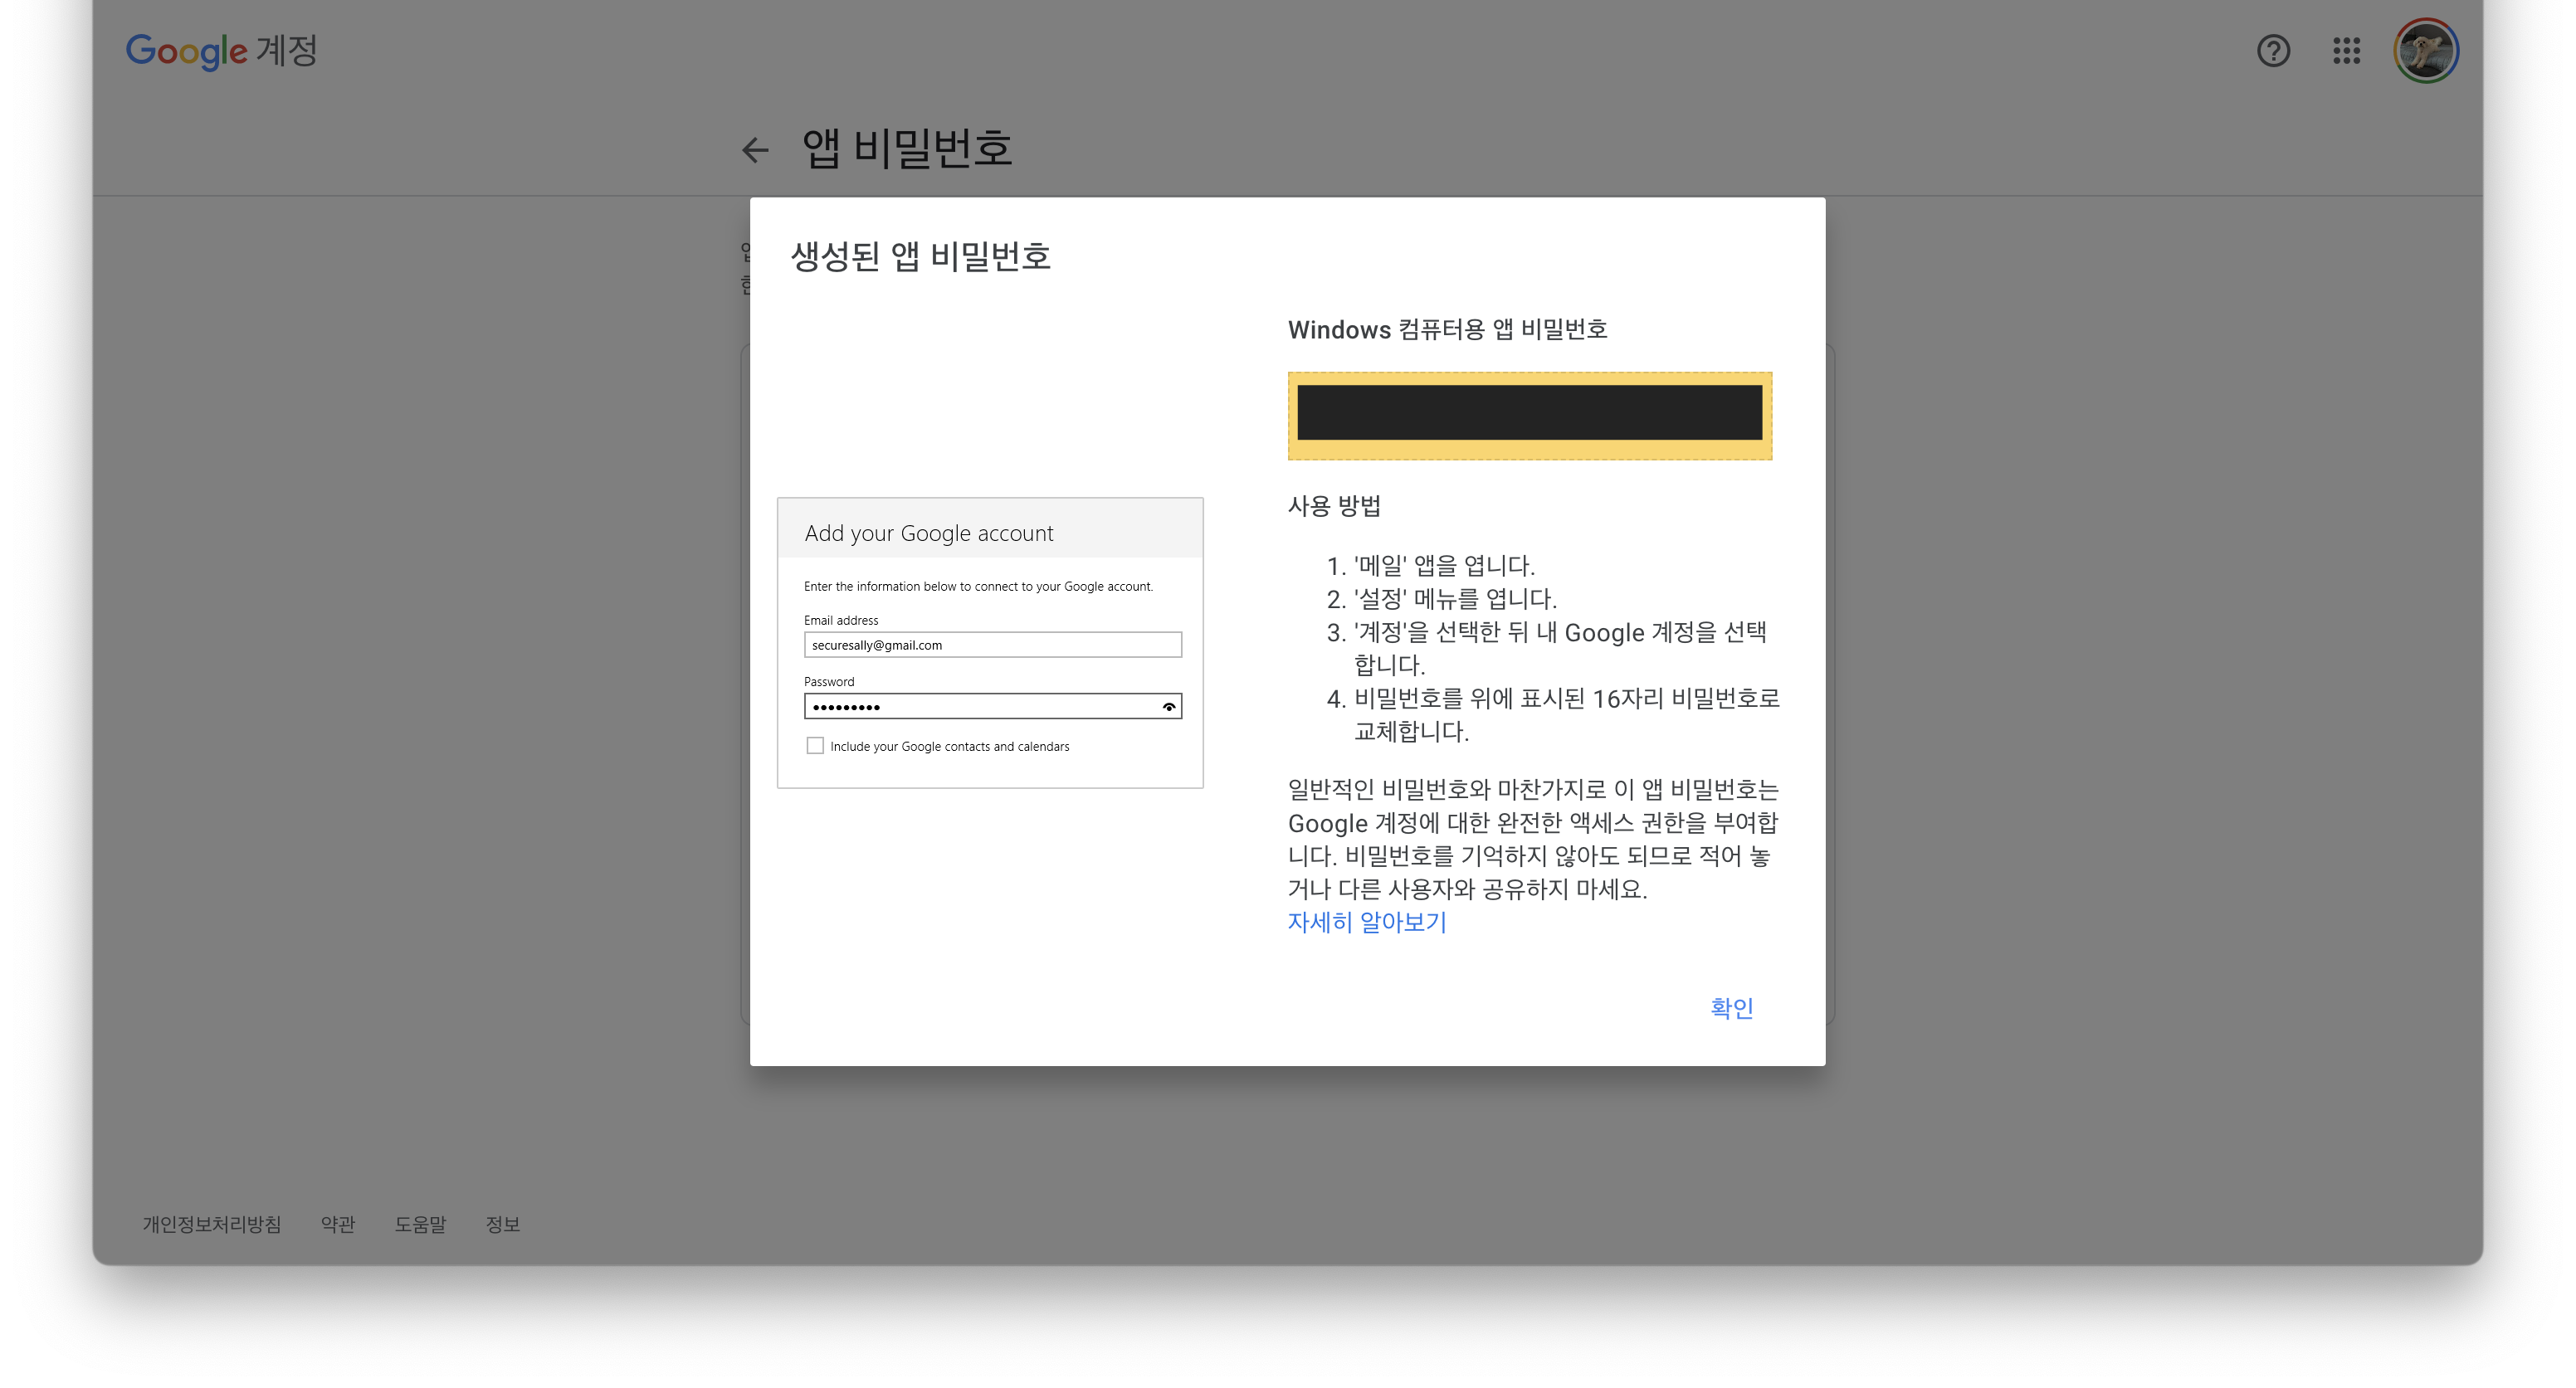 Google 계정
앱 비밀번호
생성된 앱 비밀번호
Windows 컴퓨터용 앱 비밀번호
사용 방법
1. '메일' 앱을 엽니다.
2. '설정' 메뉴를 엽니다.
3. '계정'을 선택한 뒤 내 Google 계정을 선택
합니다.
4. 비밀번호를 위에 표시된 16자리 비밀번호로
교체합니다.
일반적인 비밀번호와 마찬가지로 이 앱 비밀번호는
Google 계정에 대한 완전한 액세스 권한을 부여합
니다. 비밀번호를 기억하지 않아도 되므로 적어 놓
거나 다른 사용자와 공유하지 마세요.
자세히 알아보기
확인
Add your Google account
Enter the information below to connect to your Google account.
Email address
securesally@gmail.com
Password
•••••••••
Include your Google contacts and calendars
개인정보처리방침 약관 도움말 정보